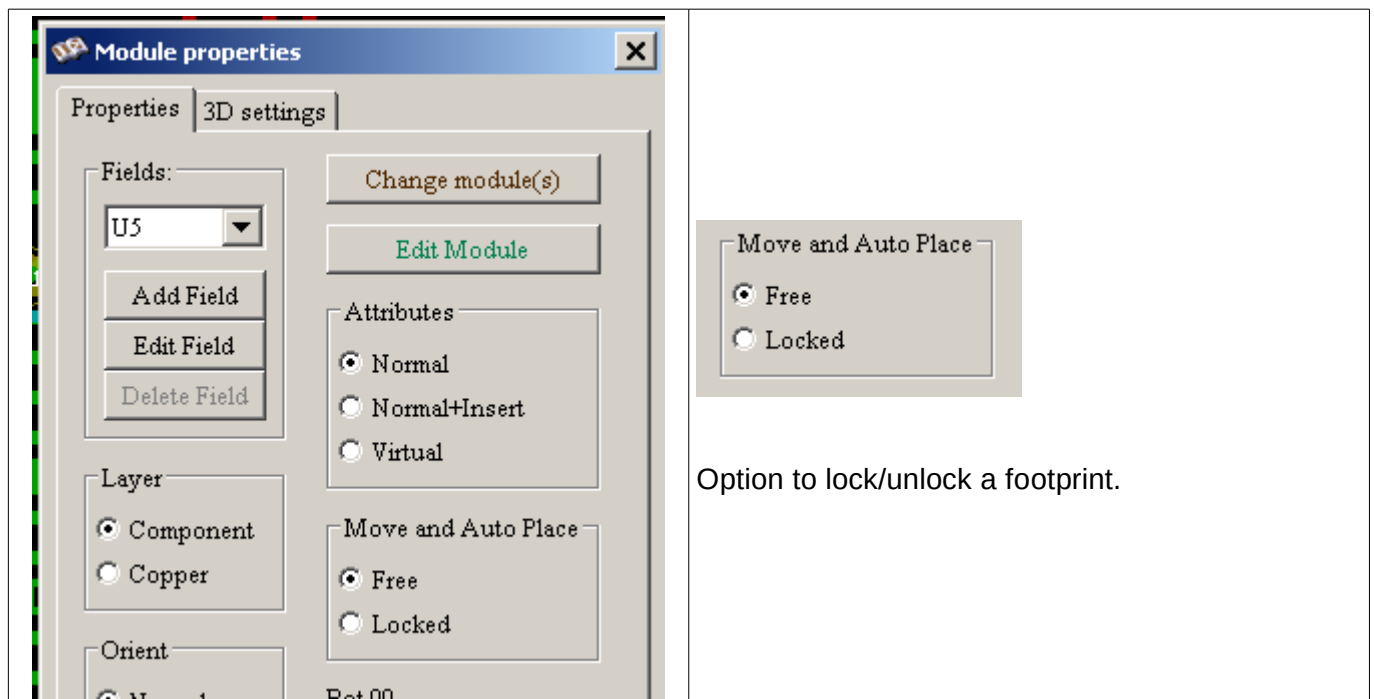 Module properties
Properties
3D settings
Fields:
U5
Add Field
Edit Field
Delete Field
Layer
Component
Copper
Orient
Change module(s)
Edit Module
Attributes
Normal
Normal+Insert
Virtual
Move and Auto Place
Free
Locked
Move and Auto Place
Free
Locked
Option to lock/unlock a footprint.